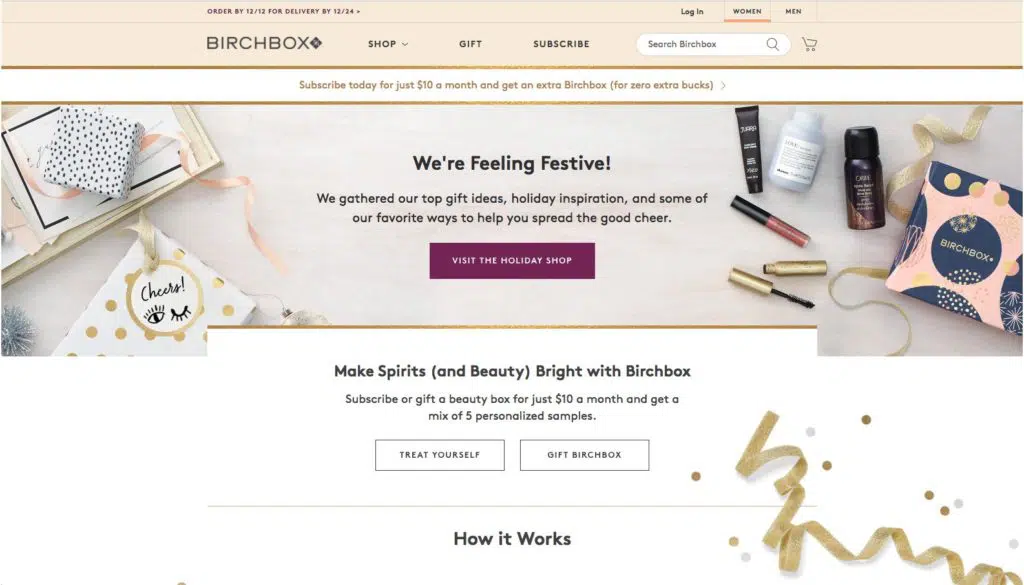 ORDER BY 12/12 FOR DELIVERY BY 12/24 >
Log In
WOMEN
MEN
BIRCHBOX
SHOP
GIFT
SUBSCRIBE
Search Birchbox
Subscribe today for just $10 a month and get an extra Birchbox (for zero extra bucks)
We're Feeling Festive!
We gathered our top gift ideas, holiday inspiration, and some of
our favorite ways to help you spread the good cheer.
VISIT THE HOLIDAY SHOP
Cheers!
ORIBE
BIRCHBOX
Make Spirits (and Beauty) Bright with Birchbox
Subscribe or gift a beauty box for just $10 a month and get a
mix of 5 personalized samples.
TREAT YOURSELF
GIFT BIRCHBOX
How it Works